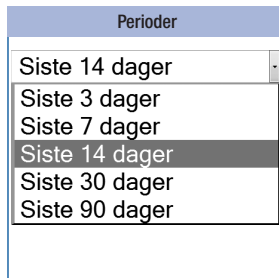 Perioder
Siste 14 dager
Siste 3 dager
Siste 7 dager
Siste 14 dager
Siste 30 dager
Siste 90 dager